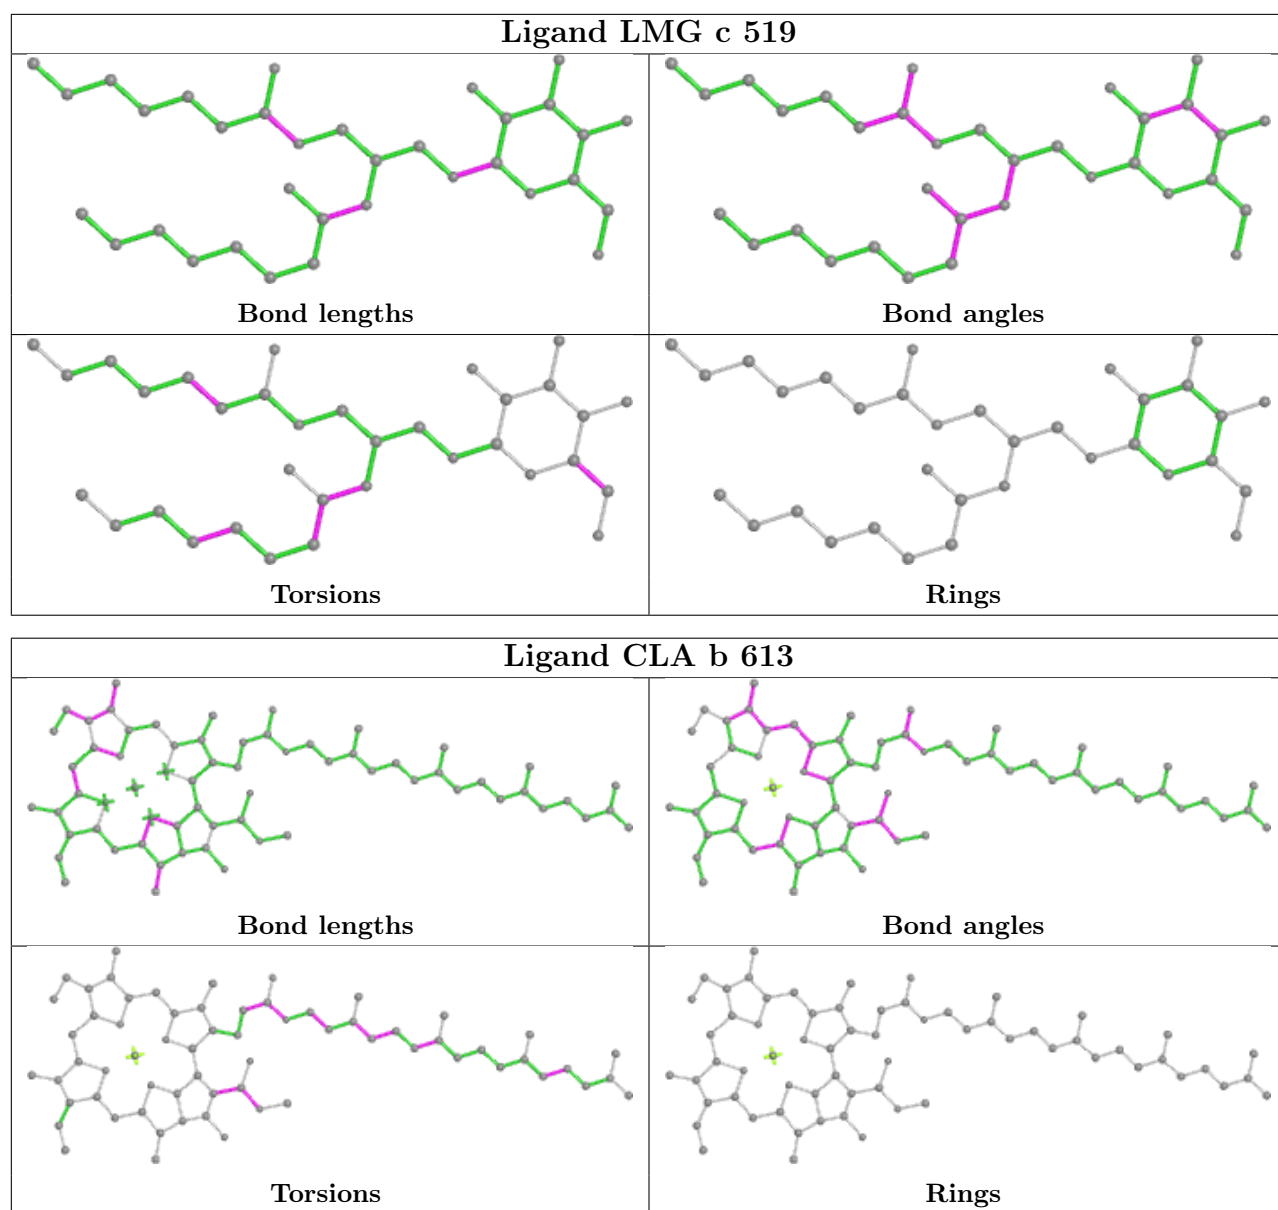 Ligand LMG c 519
Bond lengths
Bond angles
Torsions
Rings
Ligand CLA b 613
Bond lengths
Bond angles
Torsions
Rings